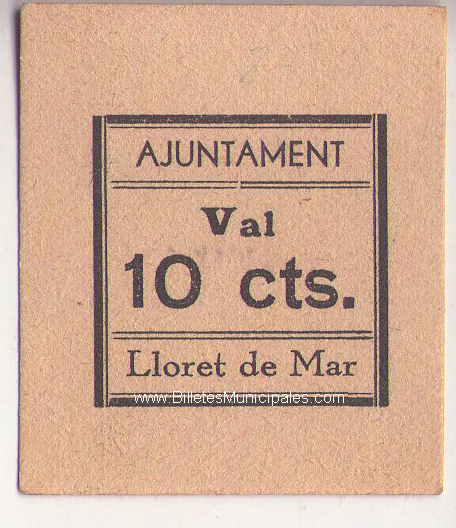 AJUNTAMENT
Val
10 cts.
Lloret de Mar
www.BilletesMunicipales.com